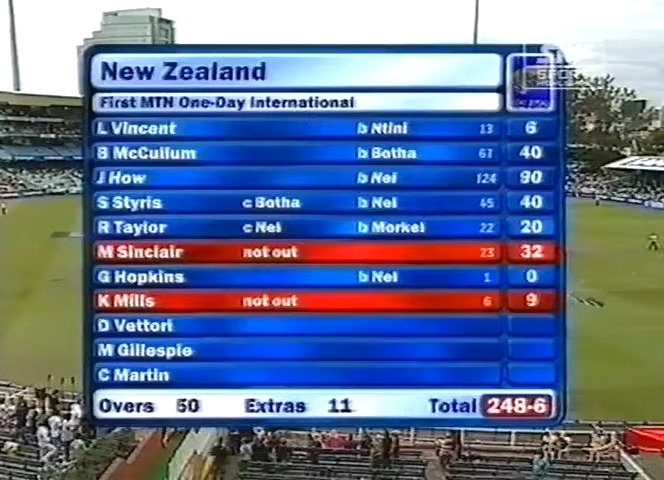 SKY
SPORTS
New Zealand
First MTN One-Day International
L Vincent b Ntini 13 6
B McCullum b Botha 67 40
J How b Nel 124 90
S Styris c Botha b Nel 45 40
R Taylor c Nel b Morkel 22 20
M Sinclair not out 23 32
G Hopkins b Nel 1 0
K Mills not out 6 9
D Vettori
M Gillespie
C Martin
Overs 50 Extras 11 Total 248-6